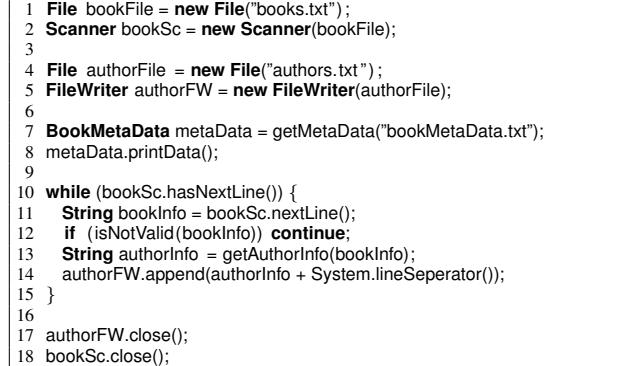 1 File bookFile = new File("books.txt");
2 Scanner bookSc = new Scanner(bookFile);
3
4 File authorFile = new File("authors.txt");
5 FileWriter authorFW = new FileWriter(authorFile);
6
7 BookMetaData metaData = getMetaData("bookMetaData.txt");
8 metaData.printData();
9
10 while (bookSc.hasNextLine()) {
11 String bookInfo = bookSc.nextLine();
12 if (isNotValid(bookInfo)) continue;
13 String authorInfo = getAuthorInfo(bookInfo);
14 authorFW.append(authorInfo + System.lineSeperator());
15 }
16
17 authorFW.close();
18 bookSc.close();